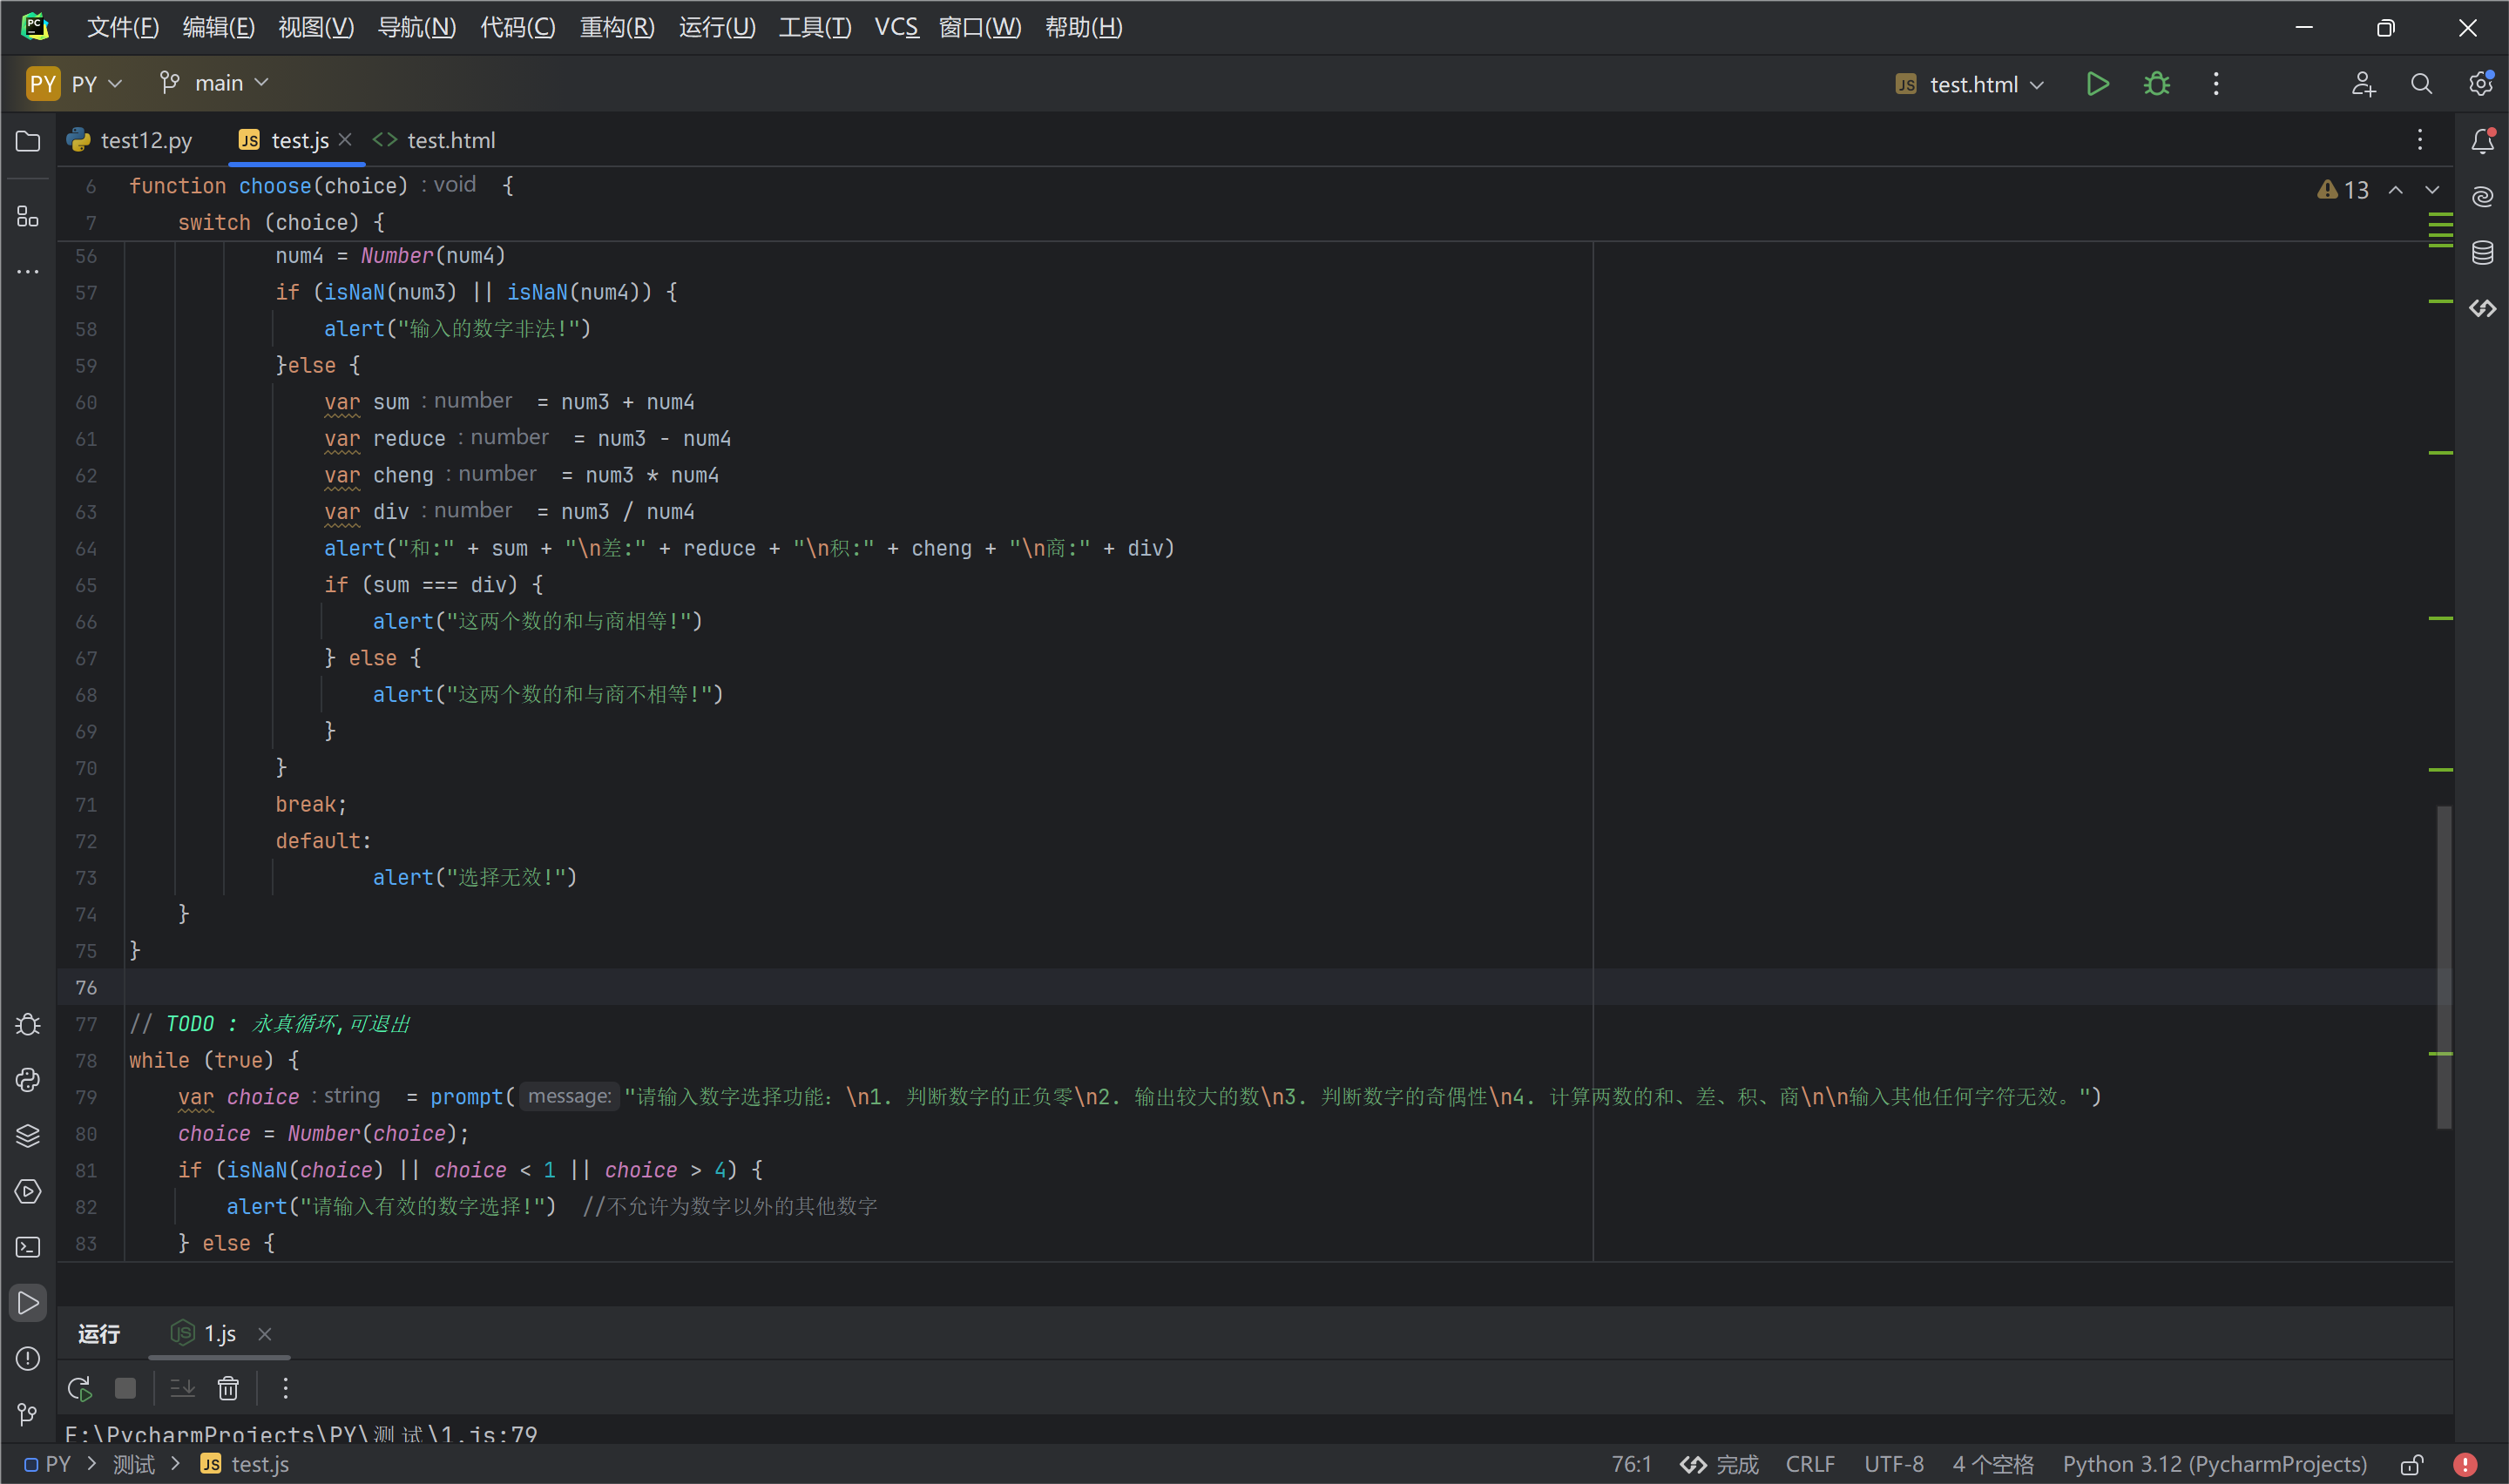 PC 文件(F) 编辑(E) 视图(V) 导航(N) 代码(C) 重构(R) 运行(U) 工具(T) VCS 窗口(W) 帮助(H)
PY PY main JS test.html
test12.py JS test.js <> test.html
6 function choose(choice) : void {
13
7 switch (choice) {
56 num4 = Number(num4)
57 if (isNaN(num3) || isNaN(num4)) {
58 alert("输入的数字非法!")
59 }else {
60 var sum : number = num3 + num4
61 var reduce : number = num3 - num4
62 var cheng : number = num3 * num4
63 var div : number = num3 / num4
64 alert("和:" + sum + "\n差:" + reduce + "\n积:" + cheng + "\n商:" + div)
65 if (sum === div) {
66 alert("这两个数的和与商相等!")
67 } else {
68 alert("这两个数的和与商不相等!")
69 }
70 }
71 break;
72 default:
73 alert("选择无效!")
74 }
75 }
76
77 // TODO : 永真循环,可退出
78 while (true) {
79 var choice : string = prompt( message: "请输入数字选择功能: \n1. 判断数字的正负零\n2. 输出较大的数\n3. 判断数字的奇偶性\n4. 计算两数的和、差、积、商\n\n输入其他任何字符无效。")
80 choice = Number(choice);
81 if (isNaN(choice) || choice < 1 || choice > 4) {
82 alert("请输入有效的数字选择!") //不允许为数字以外的其他数字
83 } else {
运行 JS 1.js
E:\PycharmProjects\PY\测试\1.js:79
PY > 测试 > JS test.js 76:1 完成 CRLF UTF-8 4 个空格 Python 3.12 (PycharmProjects)